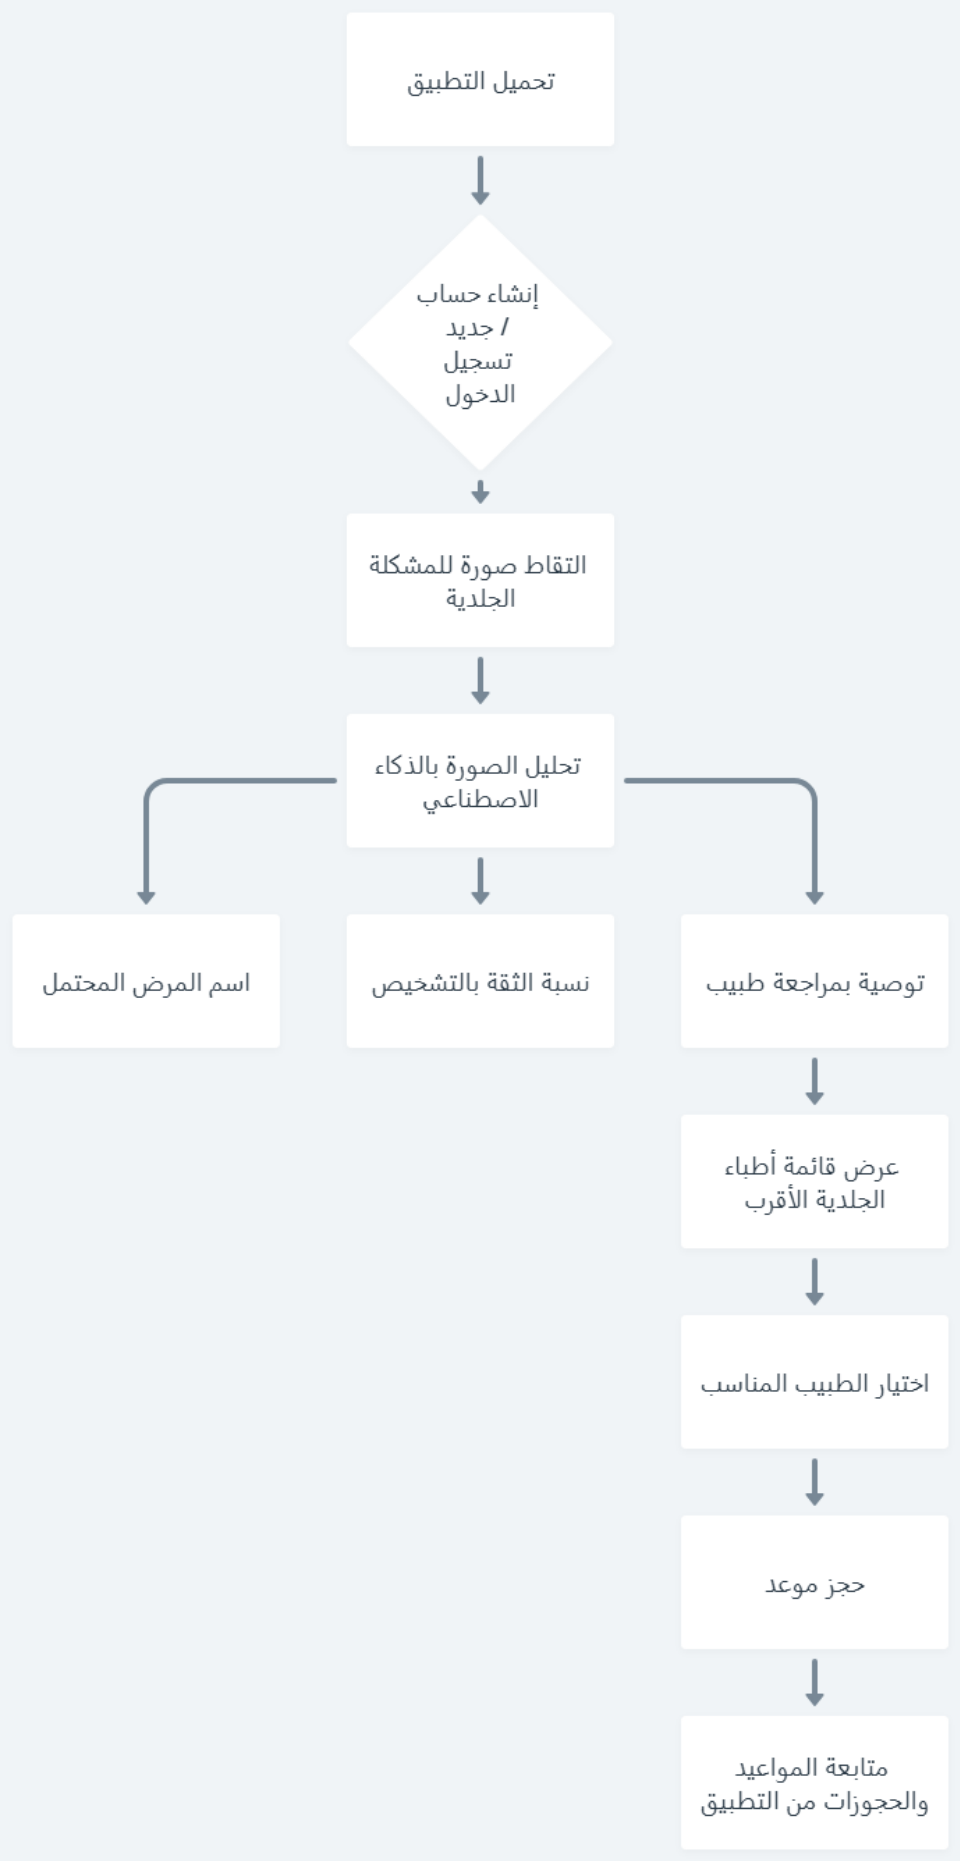 تحميل التطبيق
إنشاء حساب
جديد /
تسجيل
الدخول
التقاط صورة للمشكلة
الجلدية
تحليل الصورة بالذكاء
الاصطناعي
توصية بمراجعة طبيب
نسبة الثقة بالتشخيص
اسم المرض المحتمل
عرض قائمة أطباء
الجلدية الأقرب
اختيار الطبيب المناسب
حجز موعد
متابعة المواعيد
والحجوزات من التطبيق